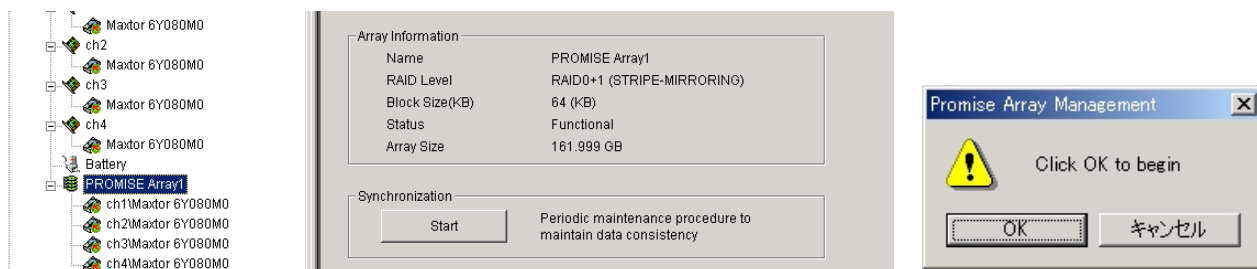 Maxtor 6Y080M0
ch2
Maxtor 6Y080M0
ch3
Maxtor 6Y080M0
ch4
Maxtor 6Y080M0
Battery
PROMISE Array1
ch1\Maxtor 6Y080M0
ch2\Maxtor 6Y080M0
ch3\Maxtor 6Y080M0
ch4\Maxtor 6Y080M0
Array Information
Name PROMISE Array1
RAID Level RAID0+1 (STRIPE-MIRRORING)
Block Size(KB) 64 (KB)
Status Functional
Array Size 161.999 GB
Synchronization
Start
Periodic maintenance procedure to
maintain data consistency
Promise Array Management
Click OK to begin
OK キャンセル